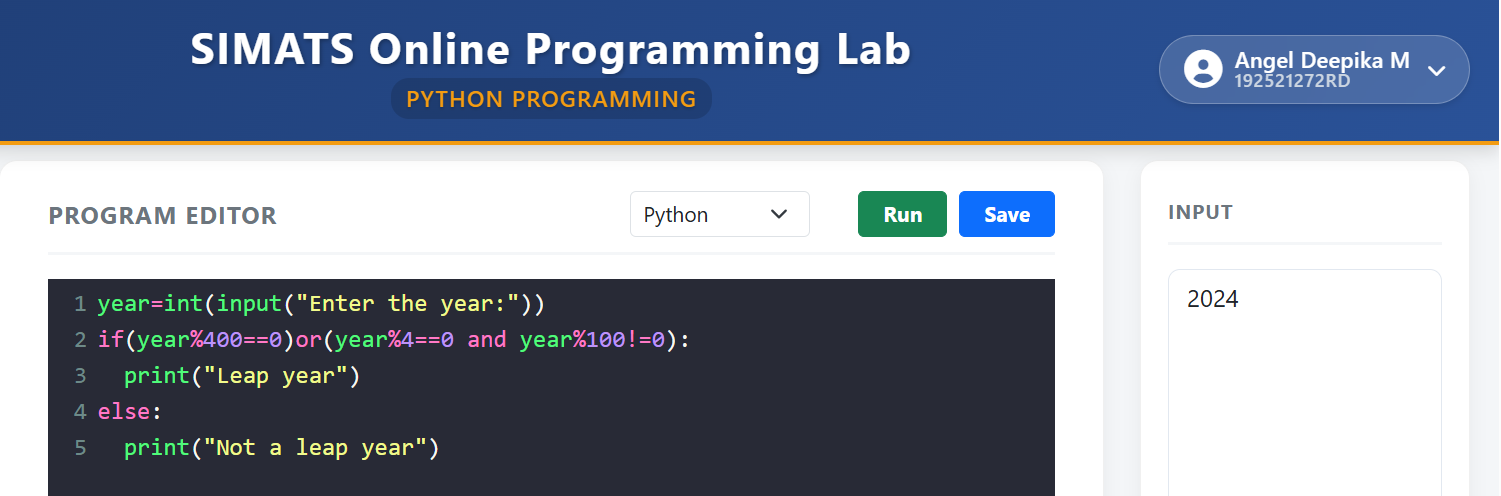 SIMATS Online Programming Lab
PYTHON PROGRAMMING
Angel Deepika M
192521272RD
PROGRAM EDITOR
Python
Run
Save
1 year=int(input("Enter the year:"))
2 if(year%400==0)or(year%4==0 and year%100!=0):
3   print("Leap year")
4 else:
5   print("Not a leap year")
INPUT
2024